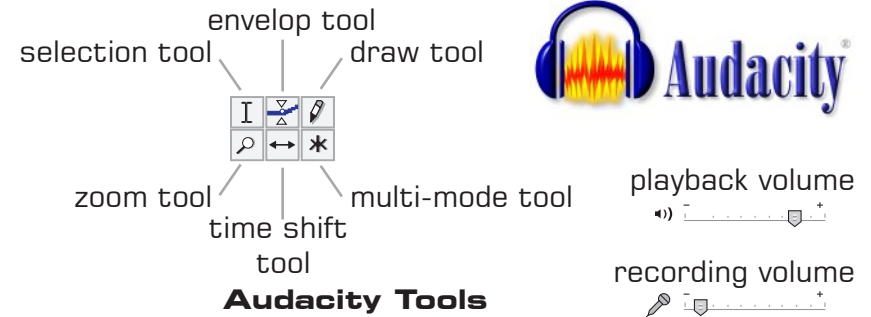 envelop tool
selection tool
draw tool
zoom tool
multi-mode tool
time shift
tool
Audacity Tools
Audacity®
playback volume
- +
recording volume
- +